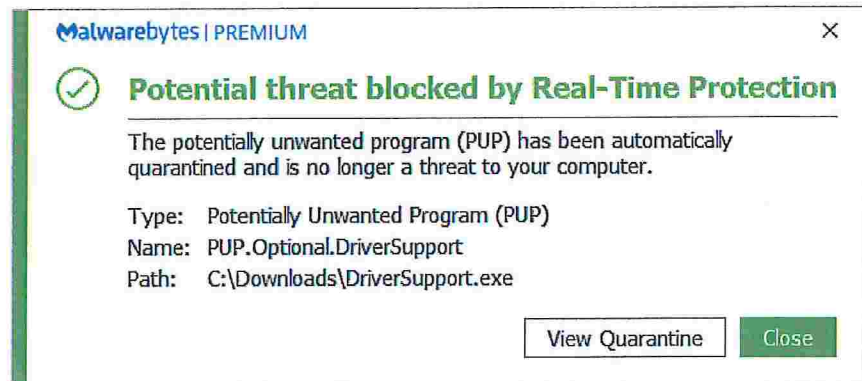 Malwarebytes | PREMIUM
Potential threat blocked by Real-Time Protection
The potentially unwanted program (PUP) has been automatically
quarantined and is no longer a threat to your computer.
Type: Potentially Unwanted Program (PUP)
Name: PUP.Optional.DriverSupport
Path: C:\Downloads\DriverSupport.exe
View Quarantine Close